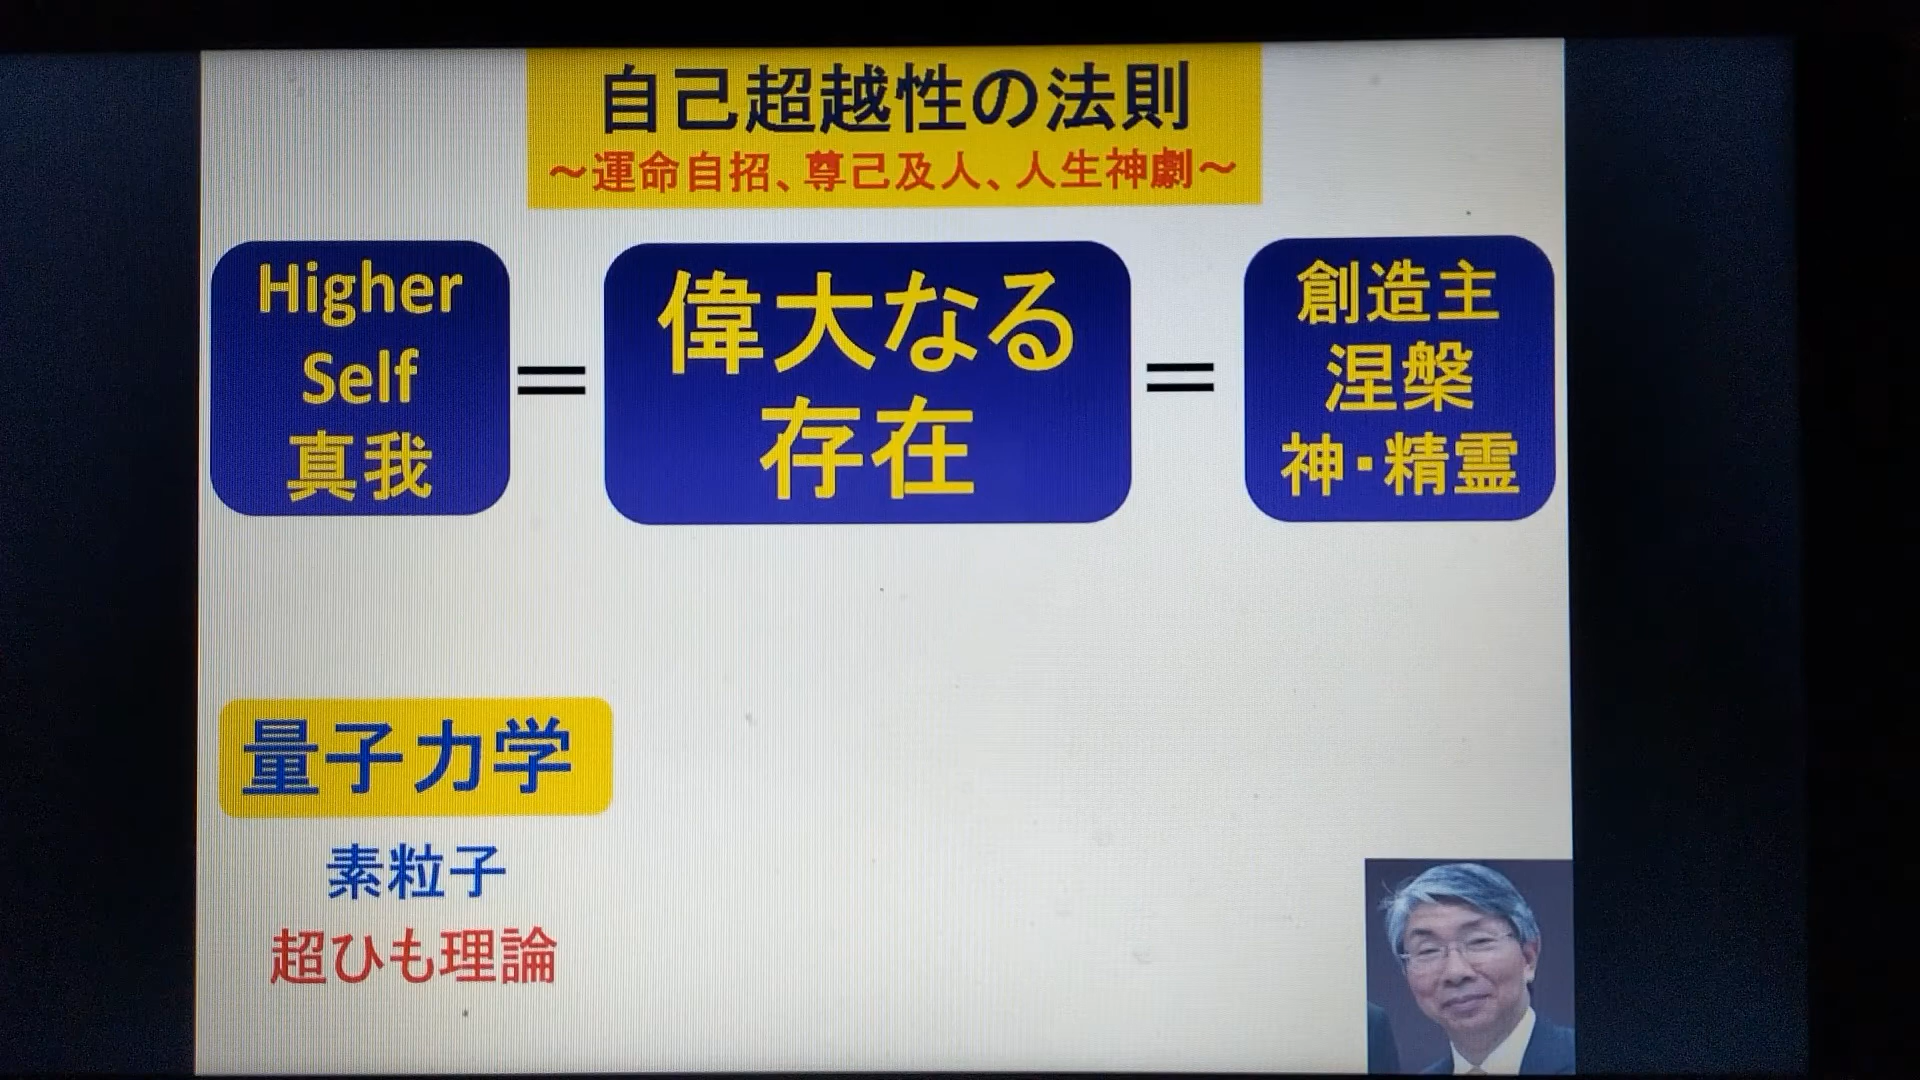 自己超越性の法則
～運命自招、尊己及人、人生神劇～
Higher
Self
真我
＝
偉大なる
存在
＝
創造主
涅槃
神・精霊
量子力学
素粒子
超ひも理論